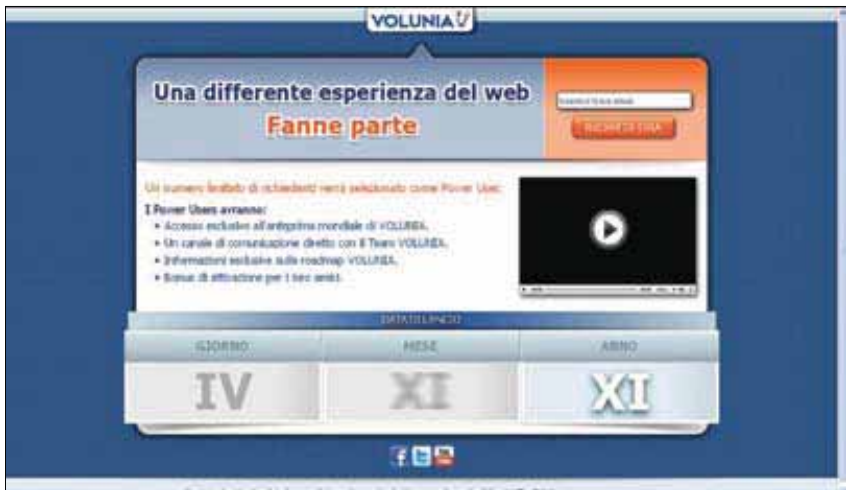 VOLUNIA
Una differente esperienza del web
Fanne parte
Un numero limitato di richiedenti verrà selezionato come Power User.
I Power Users avranno:
• Accesso esclusivo all'anteprima mondiale di VOLUNIA.
• Un canale di comunicazione diretto con il Team VOLUNIA.
• Informazioni esclusive sulla roadmap VOLUNIA.
• Bonus di attivazione per i tuoi amici.
DATA DI LANCIO
GIORNO MESE ANNO
IV XI XI